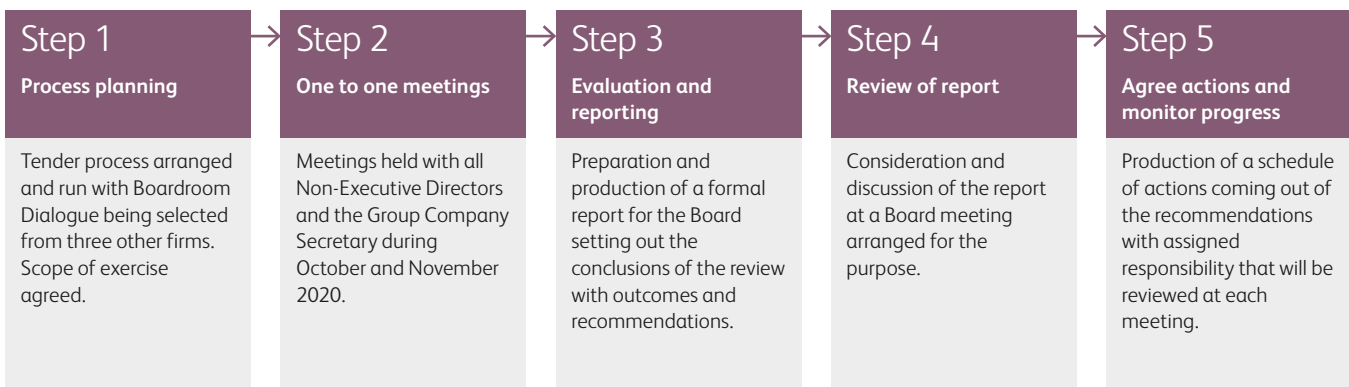 Step 1
Process planning
Tender process arranged
and run with Boardroom
Dialogue being selected
from three other firms.
Scope of exercise
agreed.
Step 2
One to one meetings
Meetings held with all
Non-Executive Directors
and the Group Company
Secretary during
October and November
2020.
Step 3
Evaluation and
reporting
Preparation and
production of a formal
report for the Board
setting out the
conclusions of the review
with outcomes and
recommendations.
Step 4
Review of report
Consideration and
discussion of the report
at a Board meeting
arranged for the
purpose.
Step 5
Agree actions and
monitor progress
Production of a schedule
of actions coming out of
the recommendations
with assigned
responsibility that will be
reviewed at each
meeting.